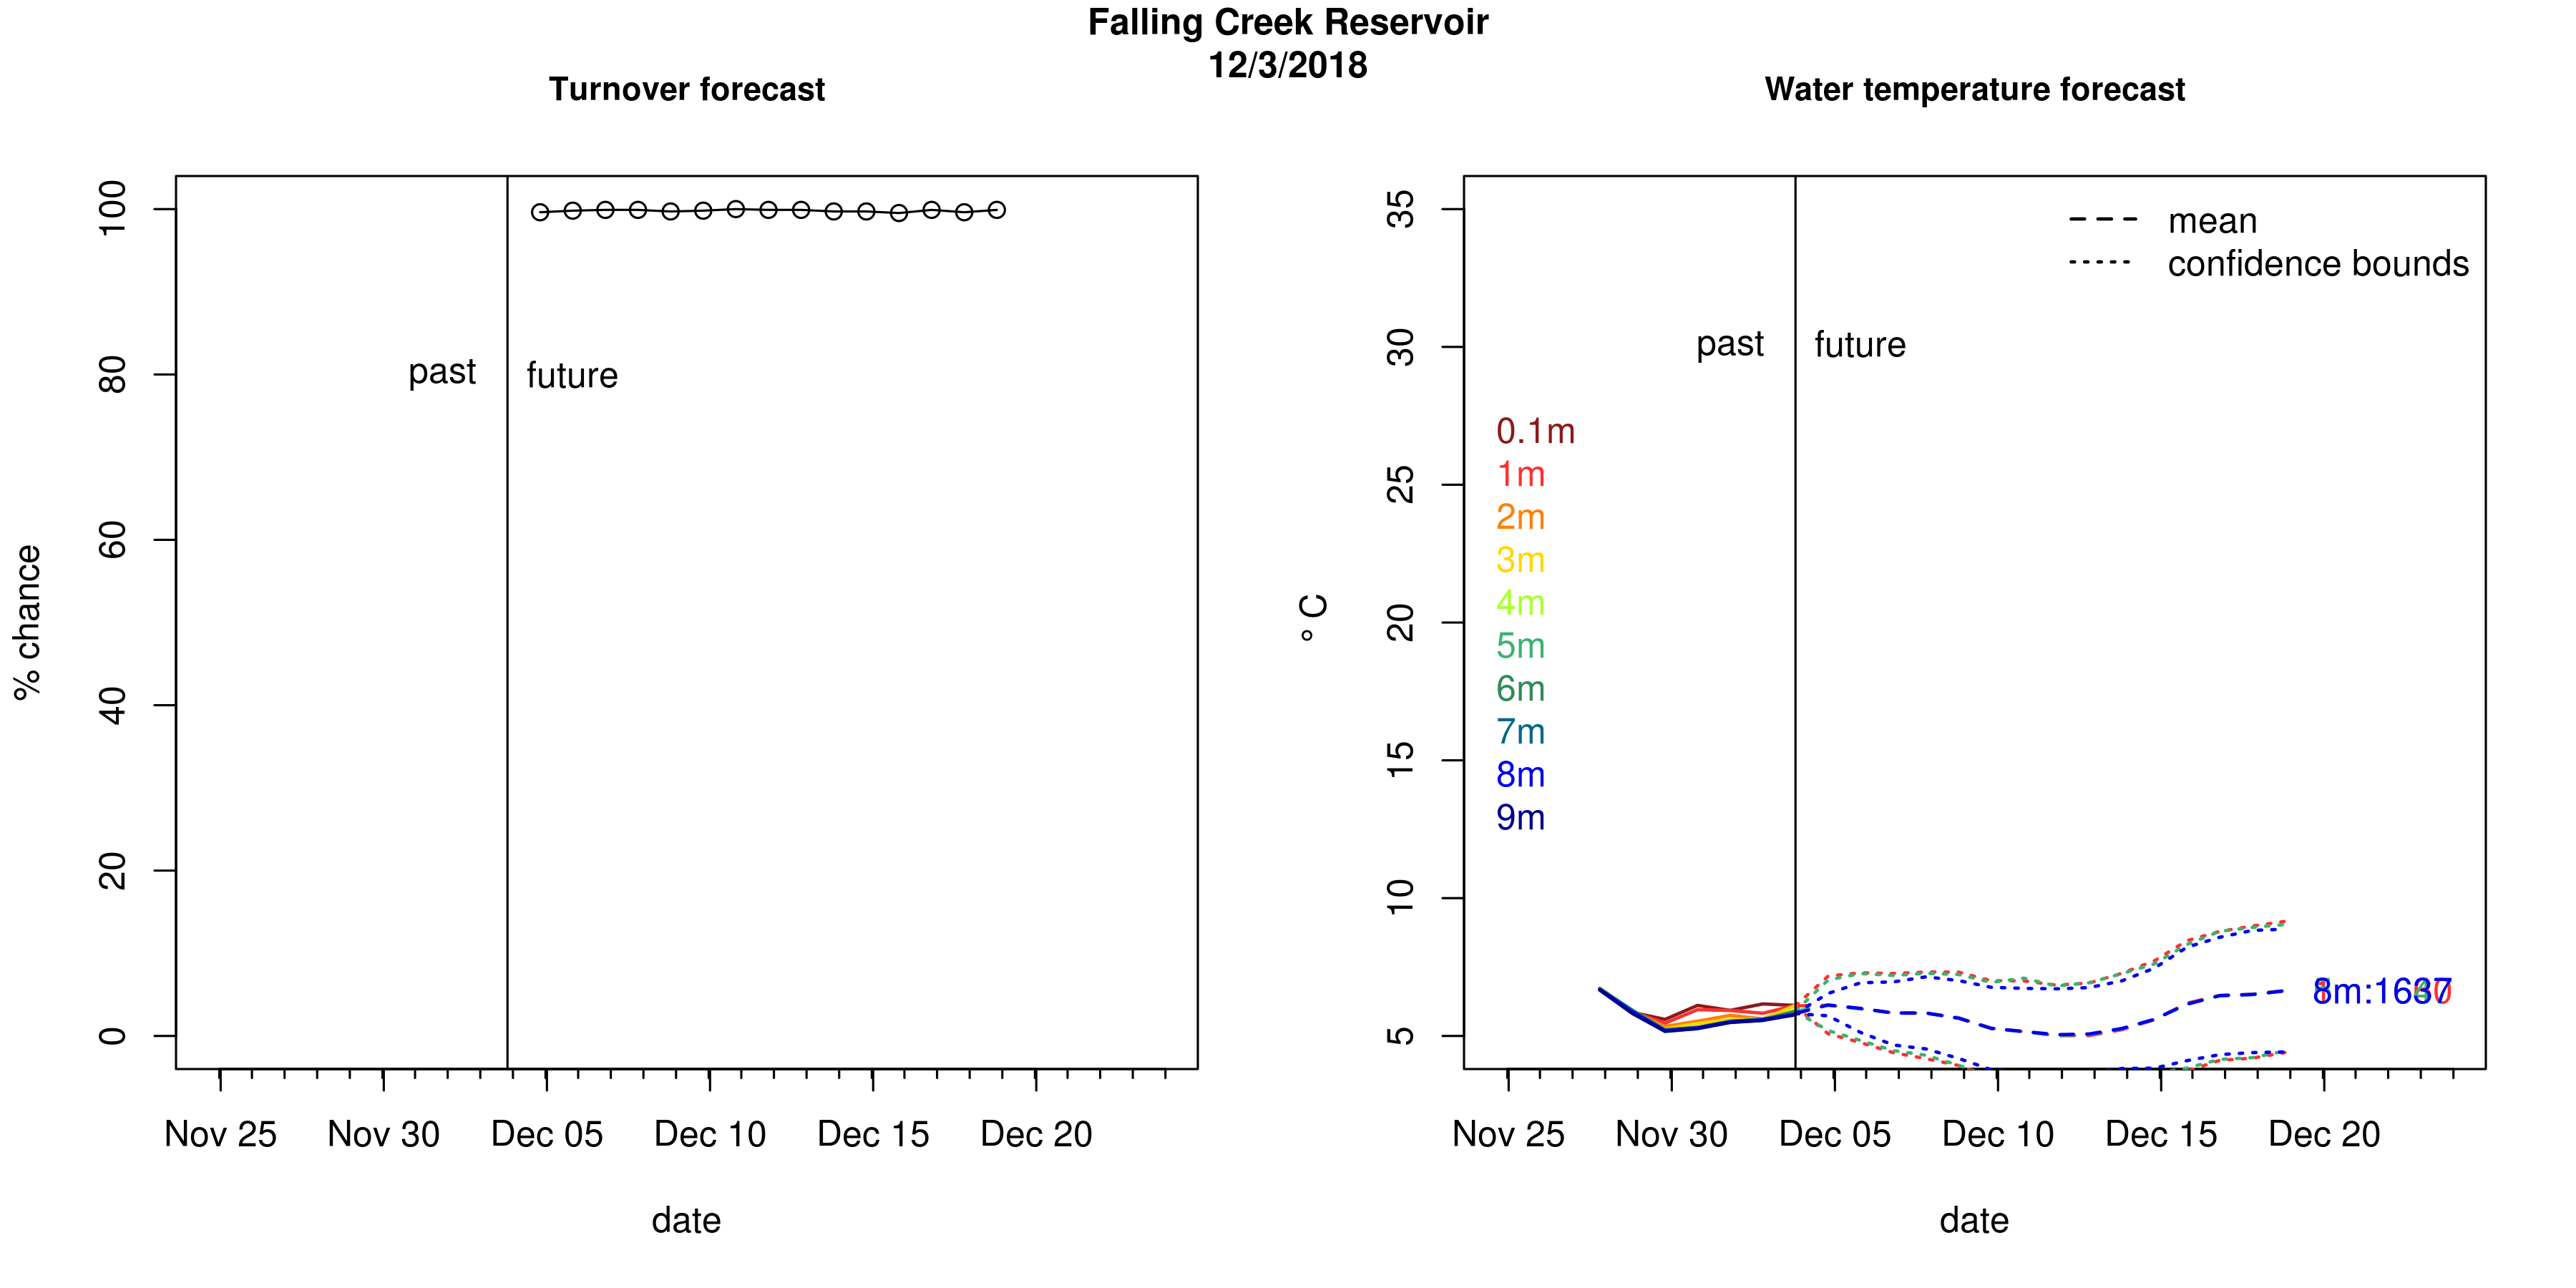 Falling Creek Reservoir
12/3/2018
Turnover forecast
% chance
100
80
60
40
20
0
past
future
Nov 25
Nov 30
Dec 05
Dec 10
Dec 15
Dec 20
date
Water temperature forecast
° C
35
30
25
20
15
10
5
mean
confidence bounds
past
future
0.1m
1m
2m
3m
4m
5m
6m
7m
8m
9m
Nov 25
Nov 30
Dec 05
Dec 10
Dec 15
Dec 20
date